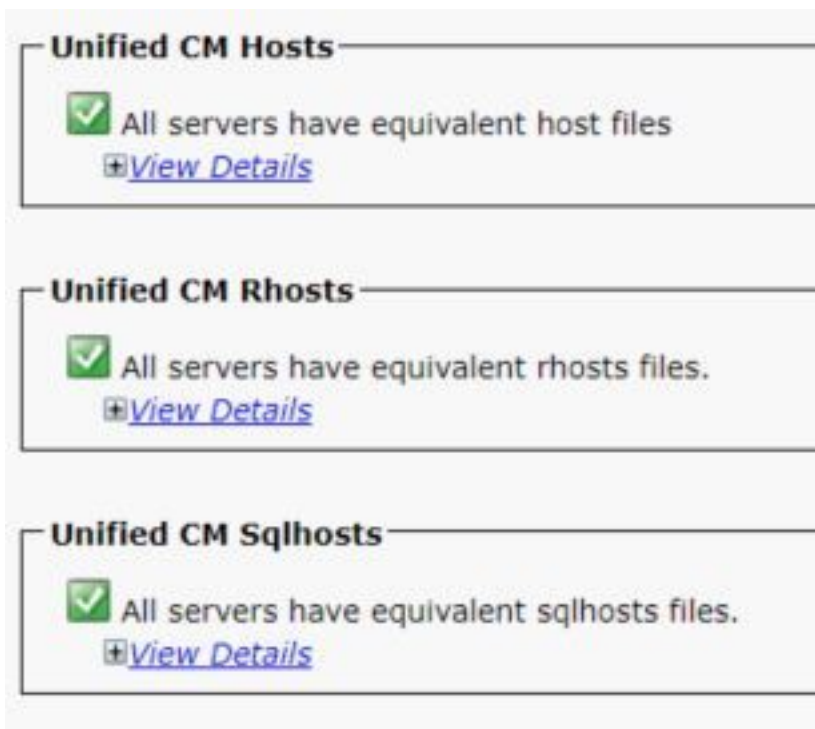 Unified CM Hosts
All servers have equivalent host files
View Details
Unified CM Rhosts
All servers have equivalent rhosts files.
View Details
Unified CM Sqlhosts
All servers have equivalent sqlhosts files.
View Details